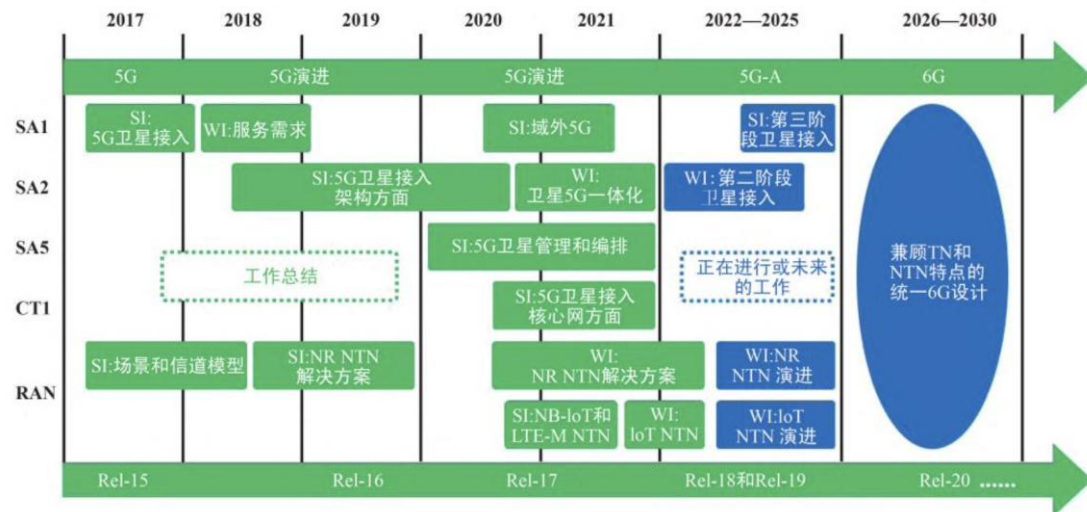 2017 2018 2019 2020 2021 2022—2025 2026—2030
5G 5G演进 5G演进 5G-A 6G
SA1
SI:
5G卫星接入
WI:服务需求
SI:域外5G
SI:第三阶
段卫星接入
SA2
SI:5G卫星接入
架构方面
WI:
卫星5G一体化
WI:第二阶段
卫星接入
SA5
SI:5G卫星管理和编排
工作总结
正在进行或未来
的工作
兼顾TN和
NTN特点的
统一6G设计
CT1
SI:5G卫星接入
核心网方面
RAN
SI:场景和信道模型
SI:NR NTN
解决方案
WI:
NR NTN解决方案
WI:NR
NTN 演进
SI:NB-IoT和
LTE-M NTN
WI:
IoT NTN
WI:IoT
NTN 演进
Rel-15 Rel-16 Rel-17 Rel-18和Rel-19 Rel-20 ……